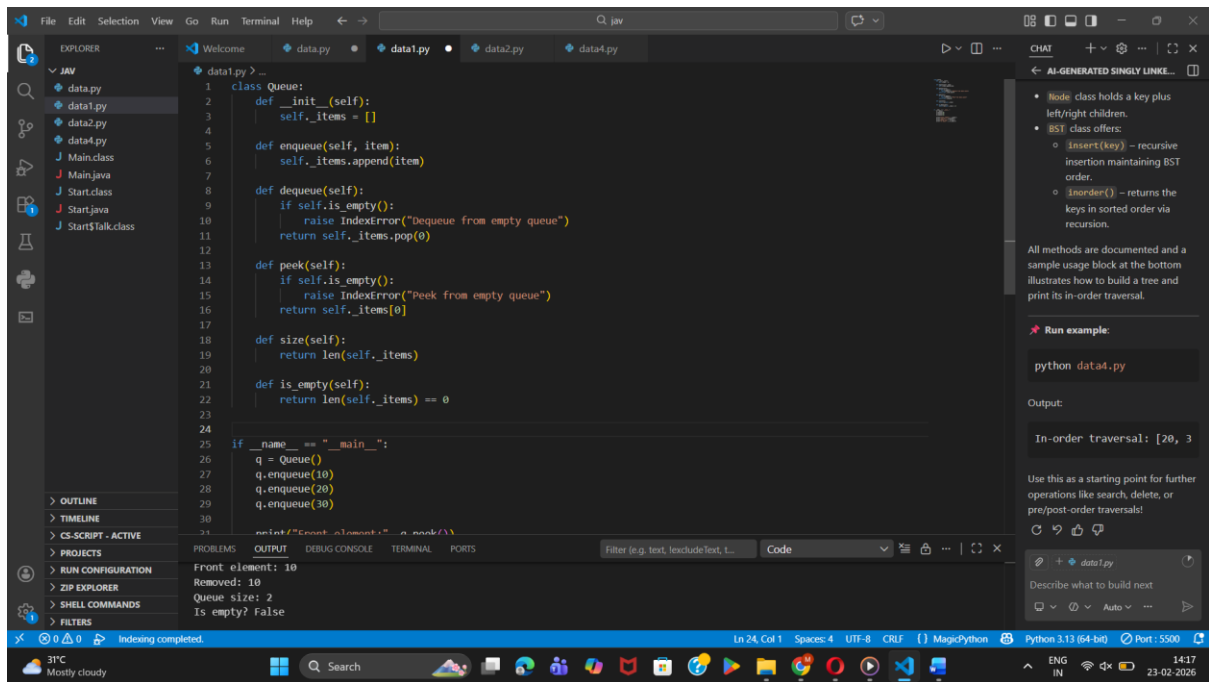 File Edit Selection View Go Run Terminal Help
jav
EXPLORER
JAV
data.py
data1.py
data2.py
data4.py
J Main.class
J Main.java
J Start.class
J Start.java
J Start$Talk.class
OUTLINE
TIMELINE
CS-SCRIPT - ACTIVE
PROJECTS
RUN CONFIGURATION
ZIP EXPLORER
SHELL COMMANDS
FILTERS
Welcome data.py data1.py data2.py data4.py
data1.py > ...
1 class Queue:
2 def __init__(self):
3 self._items = []
4
5 def enqueue(self, item):
6 self._items.append(item)
7
8 def dequeue(self):
9 if self.is_empty():
10 raise IndexError("Dequeue from empty queue")
11 return self._items.pop(0)
12
13 def peek(self):
14 if self.is_empty():
15 raise IndexError("Peek from empty queue")
16 return self._items[0]
17
18 def size(self):
19 return len(self._items)
20
21 def is_empty(self):
22 return len(self._items) == 0
23
24
25 if __name__ == "__main__":
26 q = Queue()
27 q.enqueue(10)
28 q.enqueue(20)
29 q.enqueue(30)
30
31 print("Front element:", q.peek())
PROBLEMS OUTPUT DEBUG CONSOLE TERMINAL PORTS
Filter (e.g. text, !excludeText, t... Code
Front element: 10
Removed: 10
Queue size: 2
Is empty? False
CHAT
AI-GENERATED SINGLY LINKE...
• Node class holds a key plus
left/right children.
• BST class offers:
insert(key) – recursive
insertion maintaining BST
order.
inorder() – returns the
keys in sorted order via
recursion.
All methods are documented and a
sample usage block at the bottom
illustrates how to build a tree and
print its in-order traversal.
Run example:
python data4.py
Output:
In-order traversal: [20, 3
Use this as a starting point for further
operations like search, delete, or
pre/post-order traversals!
data1.py
Describe what to build next
Auto
0 0 0 Indexing completed.
Ln 24, Col 1 Spaces: 4 UTF-8 CRLF {} MagicPython Python 3.13 (64-bit) Port : 5500
31°C
Mostly cloudy
Search
ENG
IN
14:17
23-02-2026